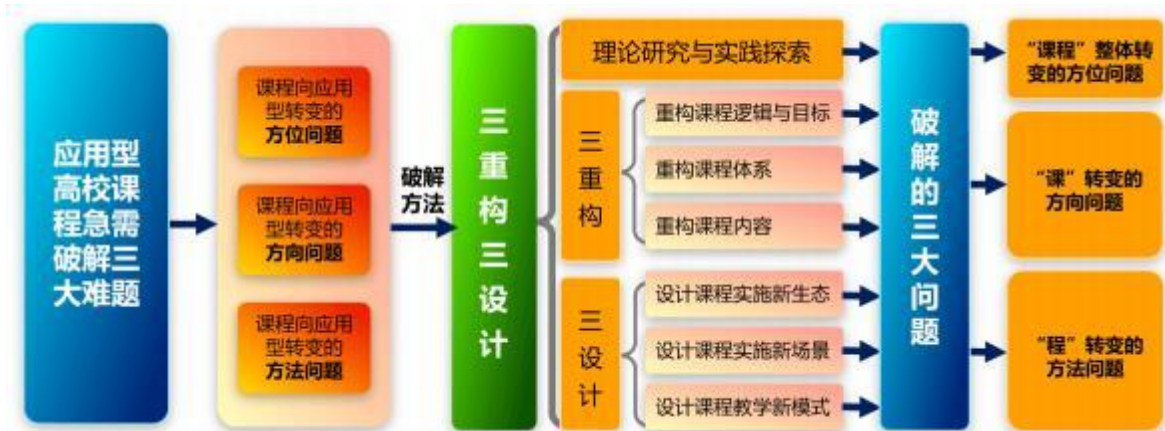 应用型
高校课
程急需
破解三
大难题
课程向应用
型转变的
方位问题
课程向应用
型转变的
方向问题
课程向应用
型转变的
方法问题
破解
方法
三重构三设计
理论研究与实践探索
三重构
重构课程逻辑与目标
重构课程体系
重构课程内容
三设计
设计课程实施新生态
设计课程实施新场景
设计课程教学新模式
破解的三大问题
“课程”整体转
变的方位问题
“课”转变的
方向问题
“程”转变的
方法问题